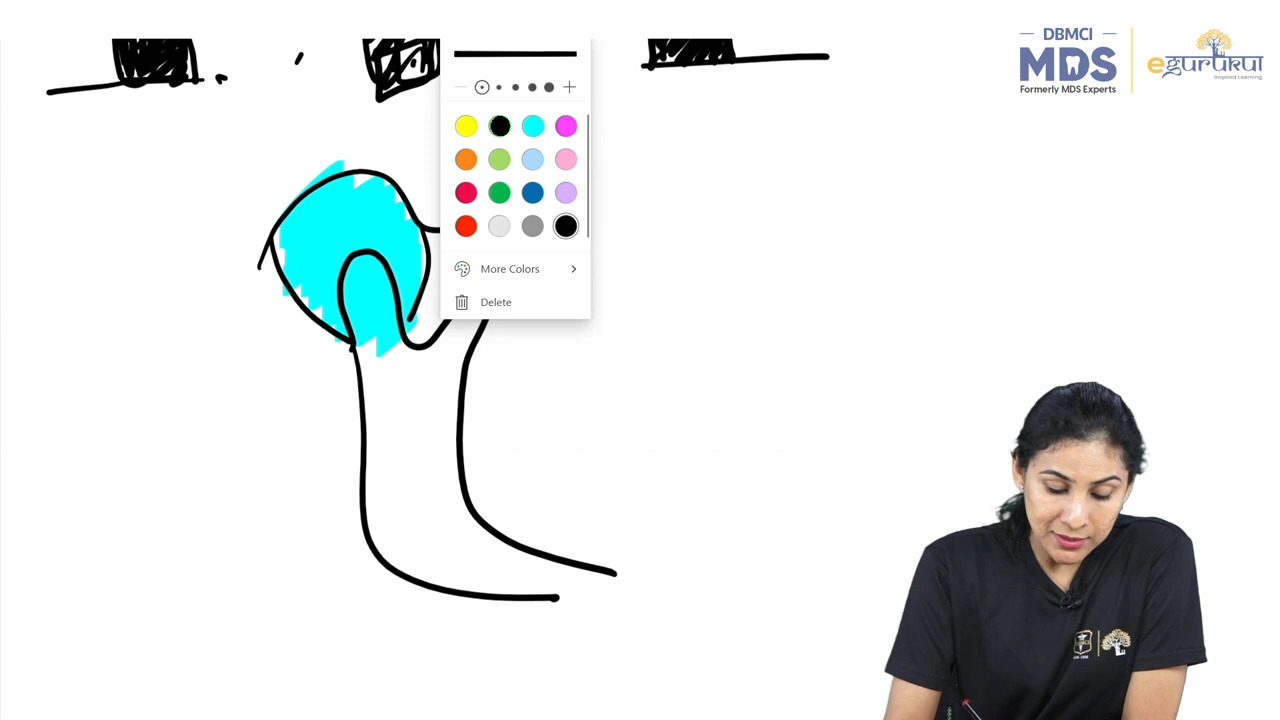 DBMCI
MDS
Formerly MDS Experts
egurukul
Inspired Learning
More Colors
Delete